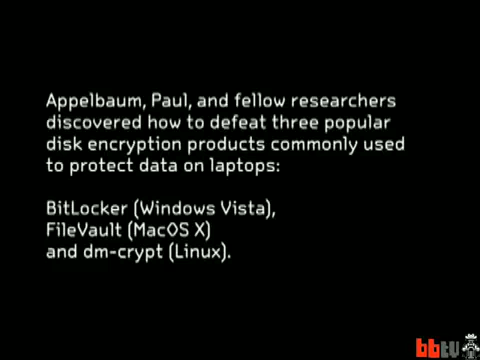 Appelbaum, Paul, and fellow researchers
discovered how to defeat three popular
disk encryption products commonly used
to protect data on laptops:
BitLocker (Windows Vista),
FileVault (MacOS X)
and dm-crypt (Linux).
bbtv